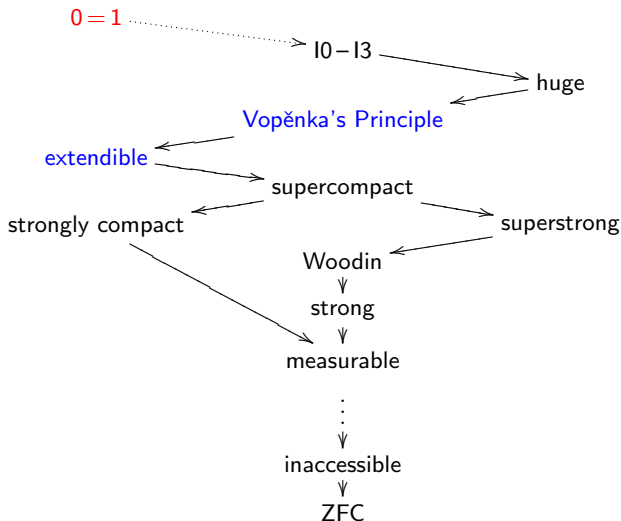 0 = 1
I0 – I3
huge
Vopěnka's Principle
extendible
supercompact
strongly compact
superstrong
Woodin
strong
measurable
inaccessible
ZFC